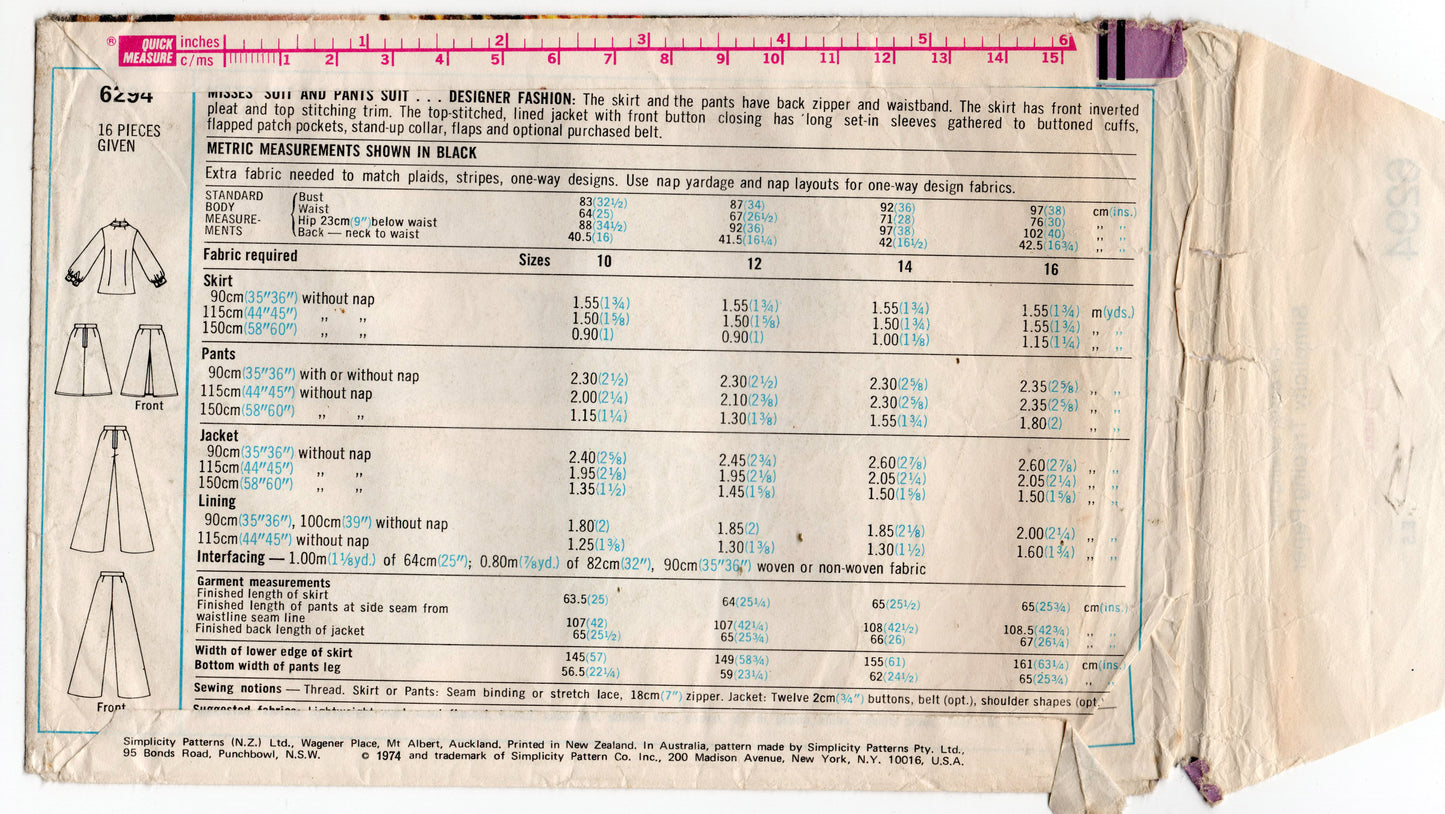 ® QUICK MEASURE inches 1 2 3 4 5 6
c/ms 1 2 3 4 5 6 7 8 9 10 11 12 13 14 15
6294
16 PIECES
GIVEN
MISSES' SUIT AND PANTS SUIT . . . DESIGNER FASHION: The skirt and the pants have back zipper and waistband. The skirt has front inverted
pleat and top stitching trim. The top-stitched, lined jacket with front button closing has long set-in sleeves gathered to buttoned cuffs,
flapped patch pockets, stand-up collar, flaps and optional purchased belt.
METRIC MEASUREMENTS SHOWN IN BLACK
Extra fabric needed to match plaids, stripes, one-way designs. Use nap yardage and nap layouts for one-way design fabrics.
STANDARD BODY MEASURE-MENTS
Bust 83(32½) 87(34) 92(36) 97(38) cm(ins.)
Waist 64(25) 67(26½) 71(28) 76(30) ,, ,,
Hip 23cm(9")below waist 88(34½) 92(36) 97(38) 102(40) ,, ,,
Back — neck to waist 40.5(16) 41.5(16¼) 42(16½) 42.5(16¾) ,, ,,
Fabric required Sizes 10 12 14 16
Skirt
90cm(35"36") without nap 1.55(1¾) 1.55(1¾) 1.55(1¾) 1.55(1¾) m(yds.)
115cm(44"45") ,, ,, 1.50(1⅝) 1.50(1⅝) 1.50(1¾) 1.55(1¾) ,, ,,
150cm(58"60") ,, ,, 0.90(1) 0.90(1) 1.00(1⅛) 1.15(1¼) ,, ,,
Pants
90cm(35"36") with or without nap 2.30(2½) 2.30(2½) 2.30(2⅝) 2.35(2⅝) ,, ,,
115cm(44"45") without nap 2.00(2¼) 2.10(2⅜) 2.30(2⅝) 2.35(2⅝) ,, ,,
150cm(58"60") ,, ,, 1.15(1¼) 1.30(1⅜) 1.55(1¾) 1.80(2) ,, ,,
Jacket
90cm(35"36") without nap 2.40(2⅝) 2.45(2¾) 2.60(2⅞) 2.60(2⅞) ,, ,,
115cm(44"45") ,, ,, 1.95(2⅛) 1.95(2⅛) 2.05(2¼) 2.05(2¼) ,, ,,
150cm(58"60") ,, ,, 1.35(1½) 1.45(1⅝) 1.50(1⅝) 1.50(1⅝) ,, ,,
Lining
90cm(35"36"), 100cm(39") without nap 1.80(2) 1.85(2) 1.85(2⅛) 2.00(2¼) ,, ,,
115cm(44"45") without nap 1.25(1⅜) 1.30(1⅜) 1.30(1½) 1.60(1¾) ,, ,,
Interfacing — 1.00m(1⅛yd.) of 64cm(25"); 0.80m(⅞yd.) of 82cm(32"), 90cm(35"36") woven or non-woven fabric
Garment measurements
Finished length of skirt 63.5(25) 64(25¼) 65(25½) 65(25¾) cm(ins.)
Finished length of pants at side seam from
waistline seam line 107(42) 107(42¼) 108(42½) 108.5(42¾) ,, ,,
Finished back length of jacket 65(25½) 65(25¾) 66(26) 67(26¼) ,, ,,
Width of lower edge of skirt 145(57) 149(58¾) 155(61) 161(63¼) cm(ins.)
Bottom width of pants leg 56.5(22¼) 59(23¼) 62(24½) 65(25¾) ,, ,,
Sewing notions — Thread. Skirt or Pants: Seam binding or stretch lace, 18cm(7") zipper. Jacket: Twelve 2cm(¾") buttons, belt (opt.), shoulder shapes (opt.
Front
Front
Simplicity Patterns (N.Z.) Ltd., Wagener Place, Mt Albert, Auckland. Printed in New Zealand. In Australia, pattern made by Simplicity Patterns Pty. Ltd.,
95 Bonds Road, Punchbowl, N.S.W. © 1974 and trademark of Simplicity Pattern Co. Inc., 200 Madison Avenue, New York, N.Y. 10016, U.S.A.